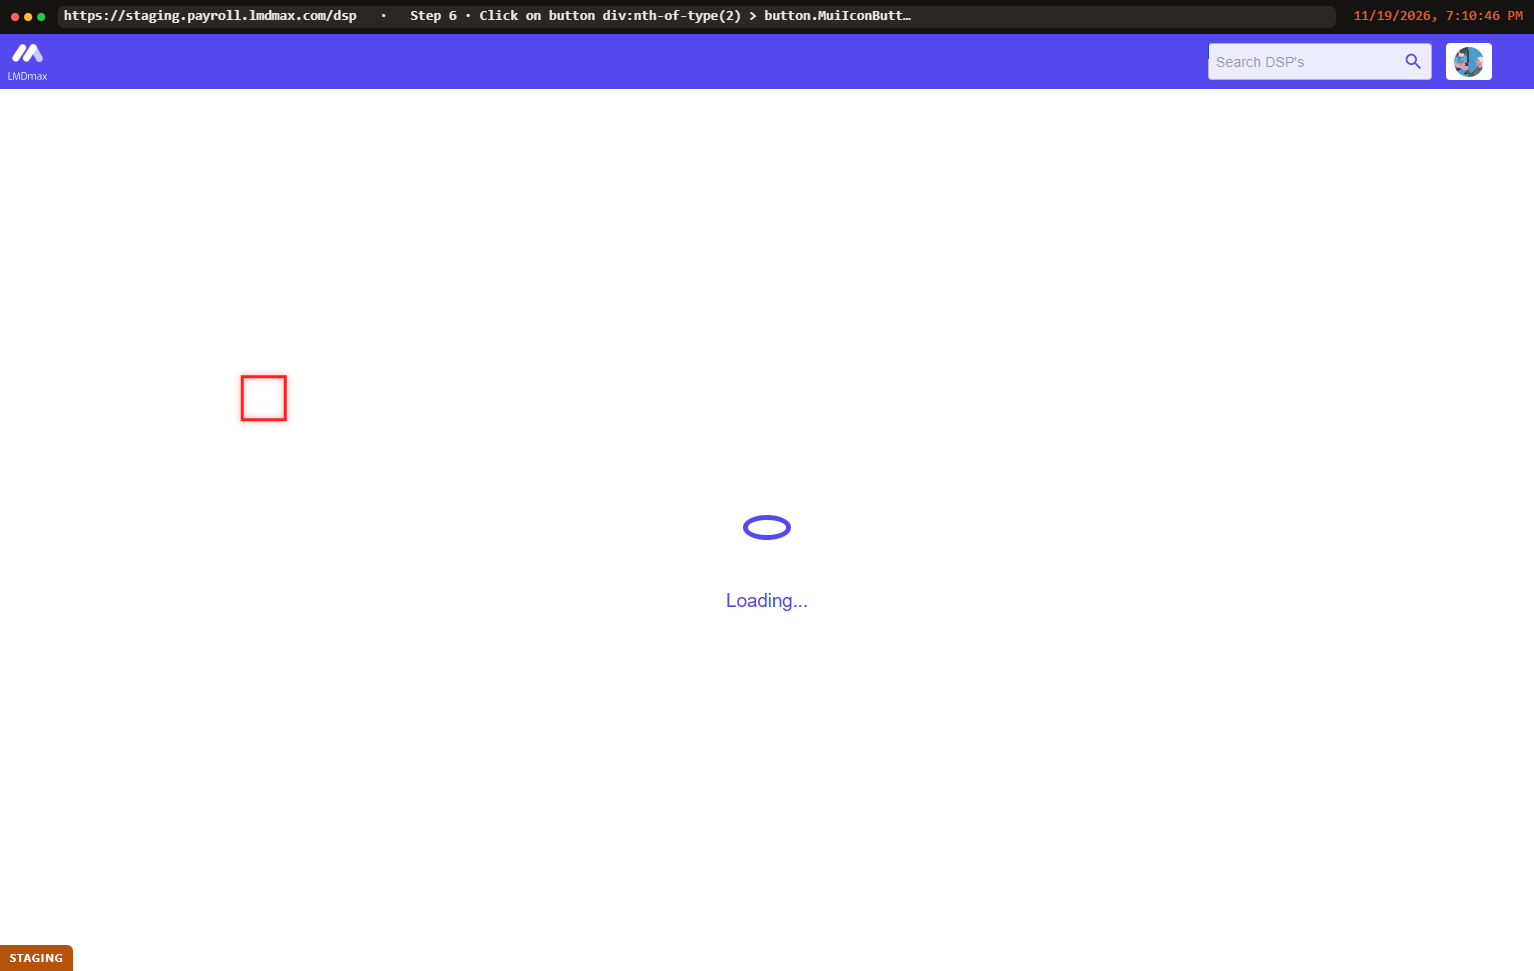 https://staging.payroll.lmdmax.com/dsp • Step 6 · Click on button div:nth-of-type(2) > button.MuiIconButt… 11/19/2026, 7:10:46 PM
LMDmax
Search DSP's
Loading...
STAGING